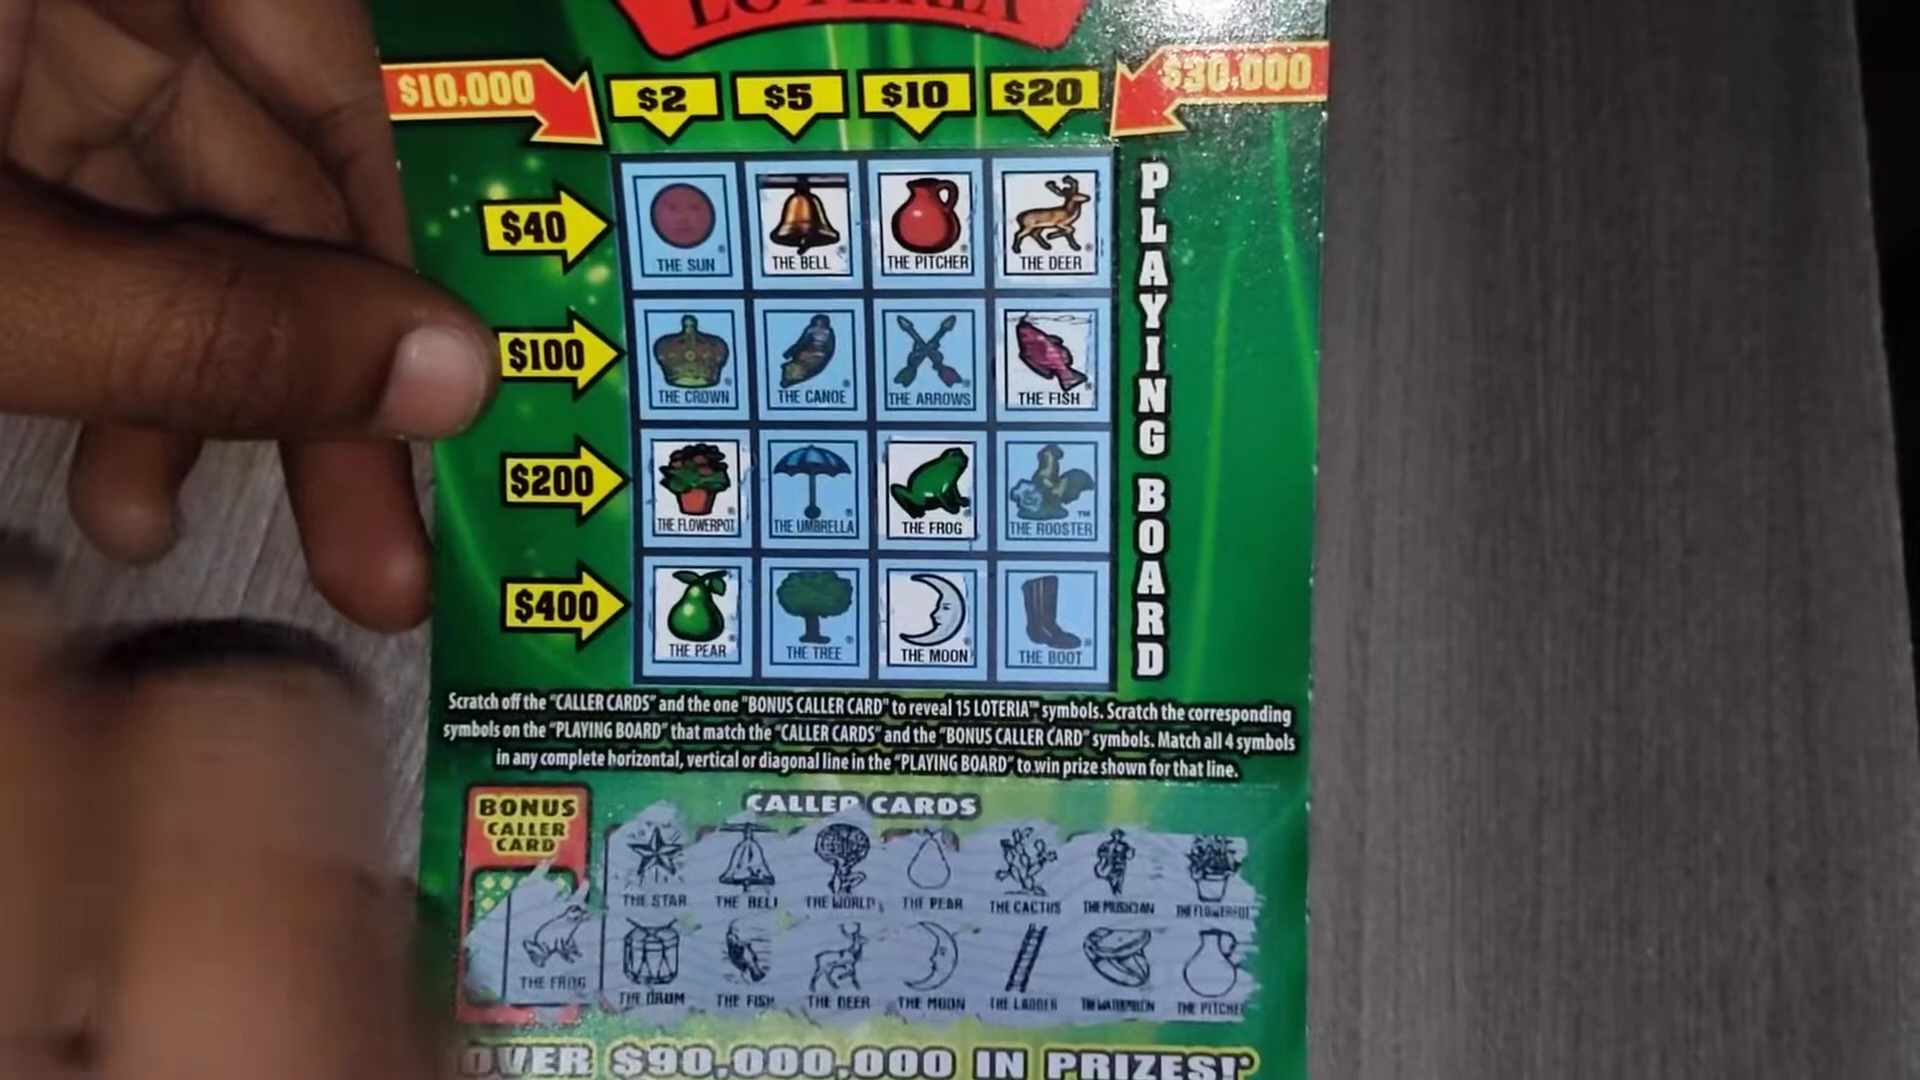 LOTERIA
$10,000 $2 $5 $10 $20 $30,000
$40 THE SUN THE BELL THE PITCHER THE DEER
$100 THE CROWN THE CANOE THE ARROWS THE FISH
$200 THE FLOWERPOT THE UMBRELLA THE FROG THE ROOSTER
$400 THE PEAR THE TREE THE MOON THE BOOT
PLAYING BOARD
Scratch off the "CALLER CARDS" and the one "BONUS CALLER CARD" to reveal 15 LOTERIA™ symbols. Scratch the corresponding
symbols on the "PLAYING BOARD" that match the "CALLER CARDS" and the "BONUS CALLER CARD" symbols. Match all 4 symbols
in any complete horizontal, vertical or diagonal line in the "PLAYING BOARD" to win prize shown for that line.
BONUS
CALLER
CARD
THE FROG
CALLER CARDS
THE STAR THE BELL THE WORLD THE PEAR THE CACTUS THE MUSICIAN THE FLOWERPOT
THE DRUM THE FISH THE DEER THE MOON THE LADDER THE WATERMELON THE PITCHER
OVER $90,000,000 IN PRIZES!*